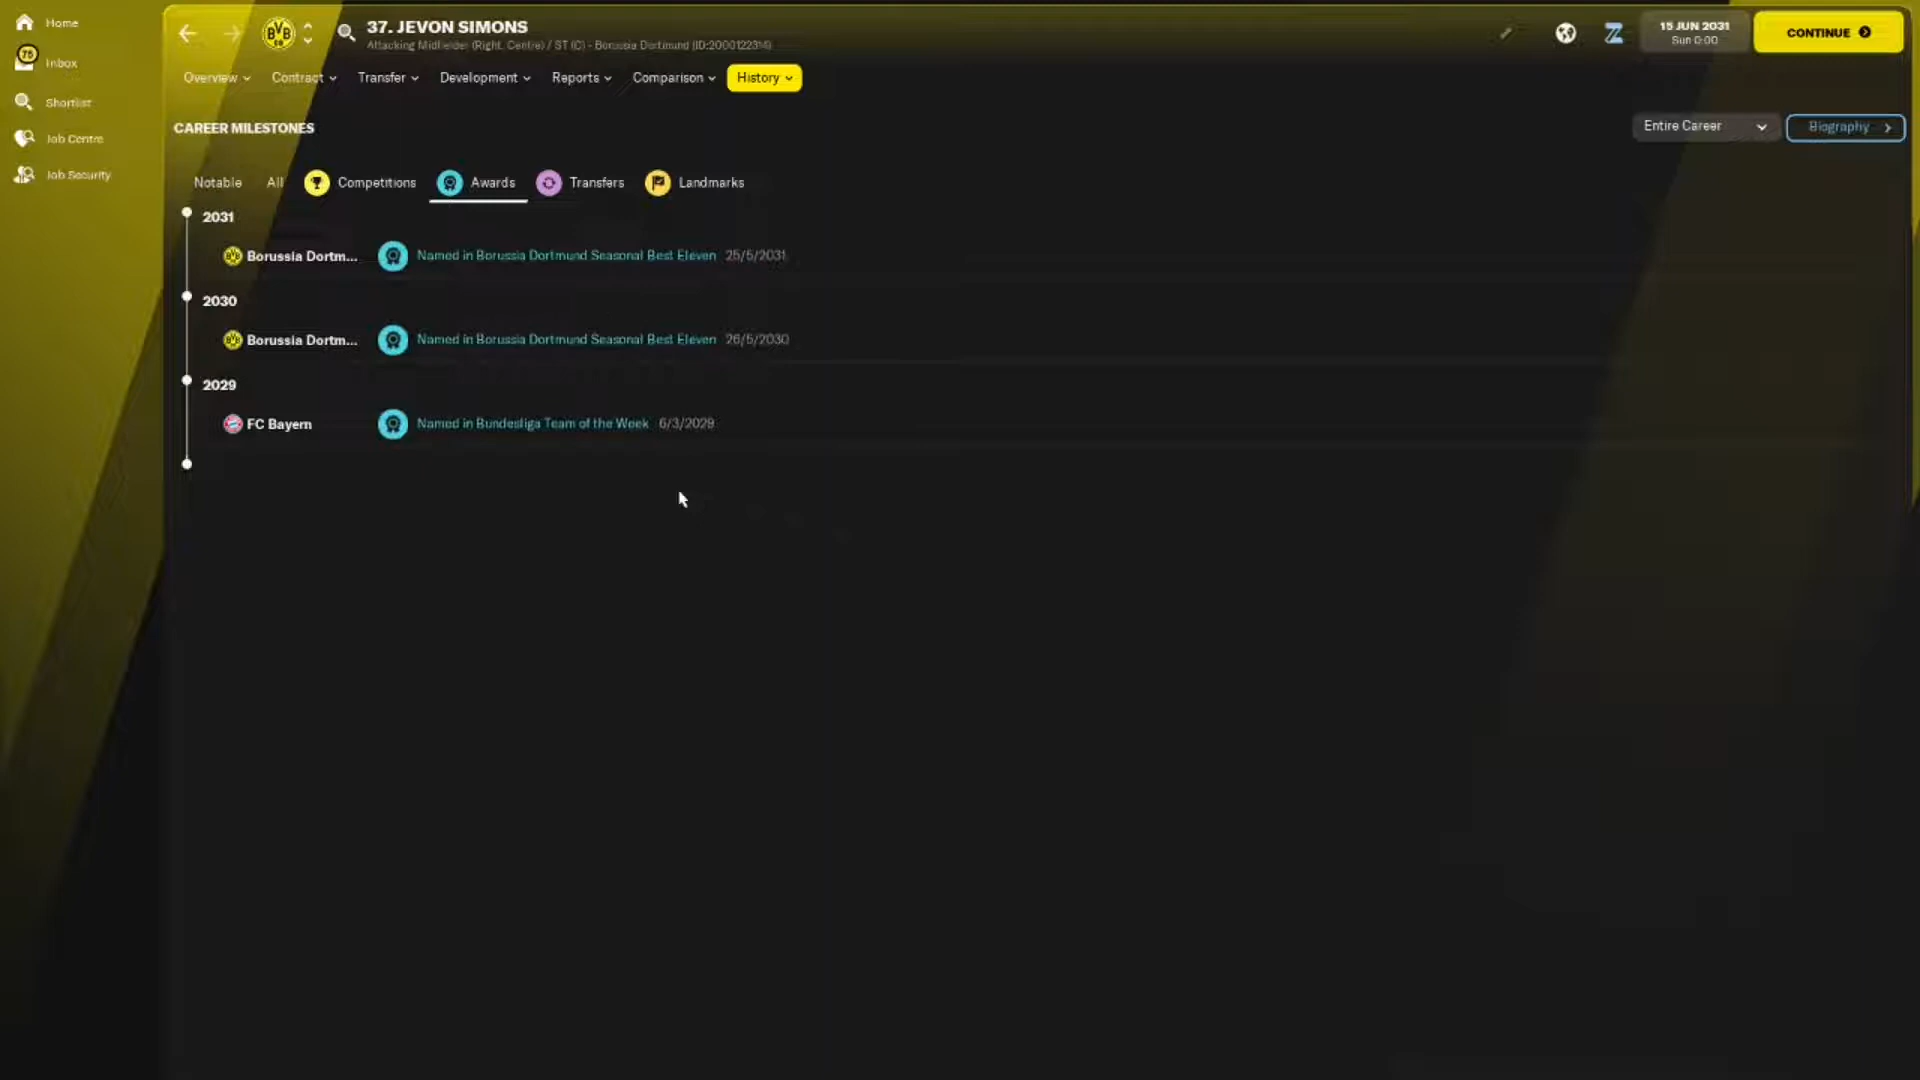 Home
37. JEVON SIMONS
15 JUN 2031
CONTINUE
Attacking Midfielder (Right, Centre) / ST (C) - Borussia Dortmund (ID:2000122314)
Sun 0:00
75
Inbox
Overview Contract Transfer Development Reports Comparison History
Shortlist
CAREER MILESTONES
Entire Career
Biography
Job Centre
Job Security
Notable All Competitions Awards Transfers Landmarks
2031
Borussia Dortm... Named in Borussia Dortmund Seasonal Best Eleven 25/5/2031
2030
Borussia Dortm... Named in Borussia Dortmund Seasonal Best Eleven 26/5/2030
2029
FC Bayern Named in Bundesliga Team of the Week 6/3/2029